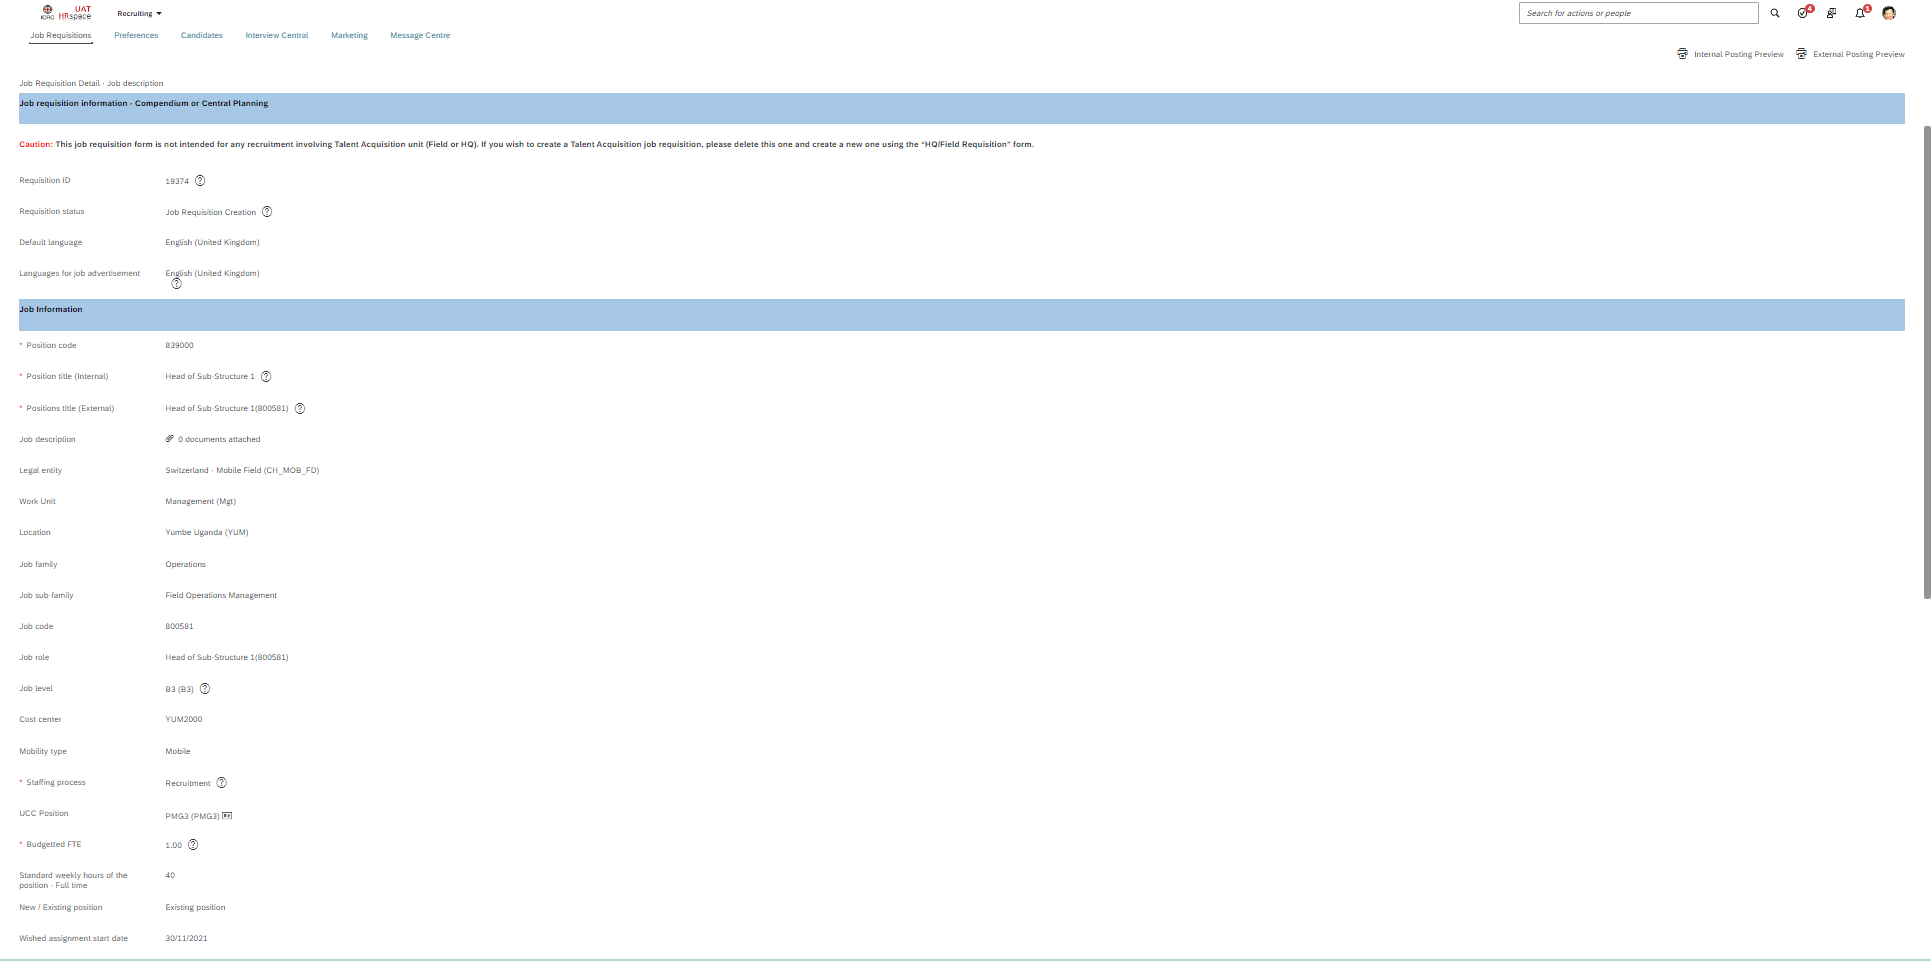 ICRC
UAT
HRspace
Recruiting
Search for actions or people
4
1
Job Requisitions
Preferences
Candidates
Interview Central
Marketing
Message Centre
Internal Posting Preview
External Posting Preview
Job Requisition Detail - Job description
Job requisition information - Compendium or Central Planning
Caution: This job requisition form is not intended for any recruitment involving Talent Acquisition unit (Field or HQ). If you wish to create a Talent Acquisition job requisition, please delete this one and create a new one using the "HQ/Field Requisition" form.
Requisition ID 19374 ?
Requisition status Job Requisition Creation ?
Default language English (United Kingdom)
Languages for job advertisement English (United Kingdom)
?
Job Information
* Position code 839000
* Position title (Internal) Head of Sub-Structure 1 ?
* Positions title (External) Head of Sub-Structure 1(800581) ?
Job description 0 documents attached
Legal entity Switzerland - Mobile Field (CH_MOB_FD)
Work Unit Management (Mgt)
Location Yumbe Uganda (YUM)
Job family Operations
Job sub-family Field Operations Management
Job code 800581
Job role Head of Sub-Structure 1(800581)
Job level B3 (B3) ?
Cost center YUM2000
Mobility type Mobile
* Staffing process Recruitment ?
UCC Position PMG3 (PMG3)
* Budgetted FTE 1.00 ?
Standard weekly hours of the 40
position - Full time
New / Existing position Existing position
Wished assignment start date 30/11/2021